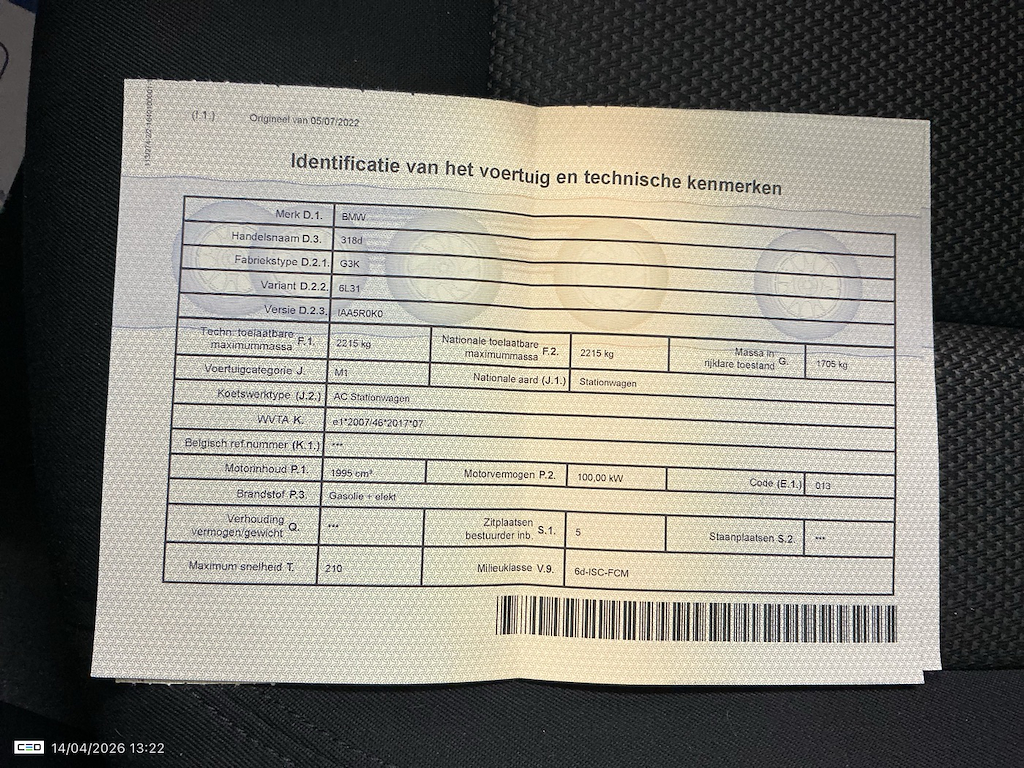 (I.1.) Origineel van 05/07/2022
Identificatie van het voertuig en technische kenmerken
Merk D.1. BMW
Handelsnaam D.3. 318d
Fabriekstype D.2.1. G3K
Variant D.2.2. 6L31
Versie D.2.3. IAA5R0K0
Techn. toelaatbare maximummassa F.1. 2215 kg Nationale toelaatbare maximummassa F.2. 2215 kg Massa in rijklare toestand G. 1705 kg
Voertuigcategorie J. M1 Nationale aard (J.1.) Stationwagen
Koetswerktype (J.2.) AC Stationwagen
WVTA K. e1*2007/46*2017*07
Belgisch ref.nummer (K.1.) ***
Motorinhoud P.1. 1995 cm³ Motorvermogen P.2. 100,00 kW Code (E.1.) 013
Brandstof P.3. Gasolie + elekt
Verhouding vermogen/gewicht Q. *** Zitplaatsen bestuurder inb. S.1. 5 Staanplaatsen S.2. ***
Maximum snelheid T. 210 Milieuklasse V.9. 6d-ISC-FCM
14/04/2026 13:22